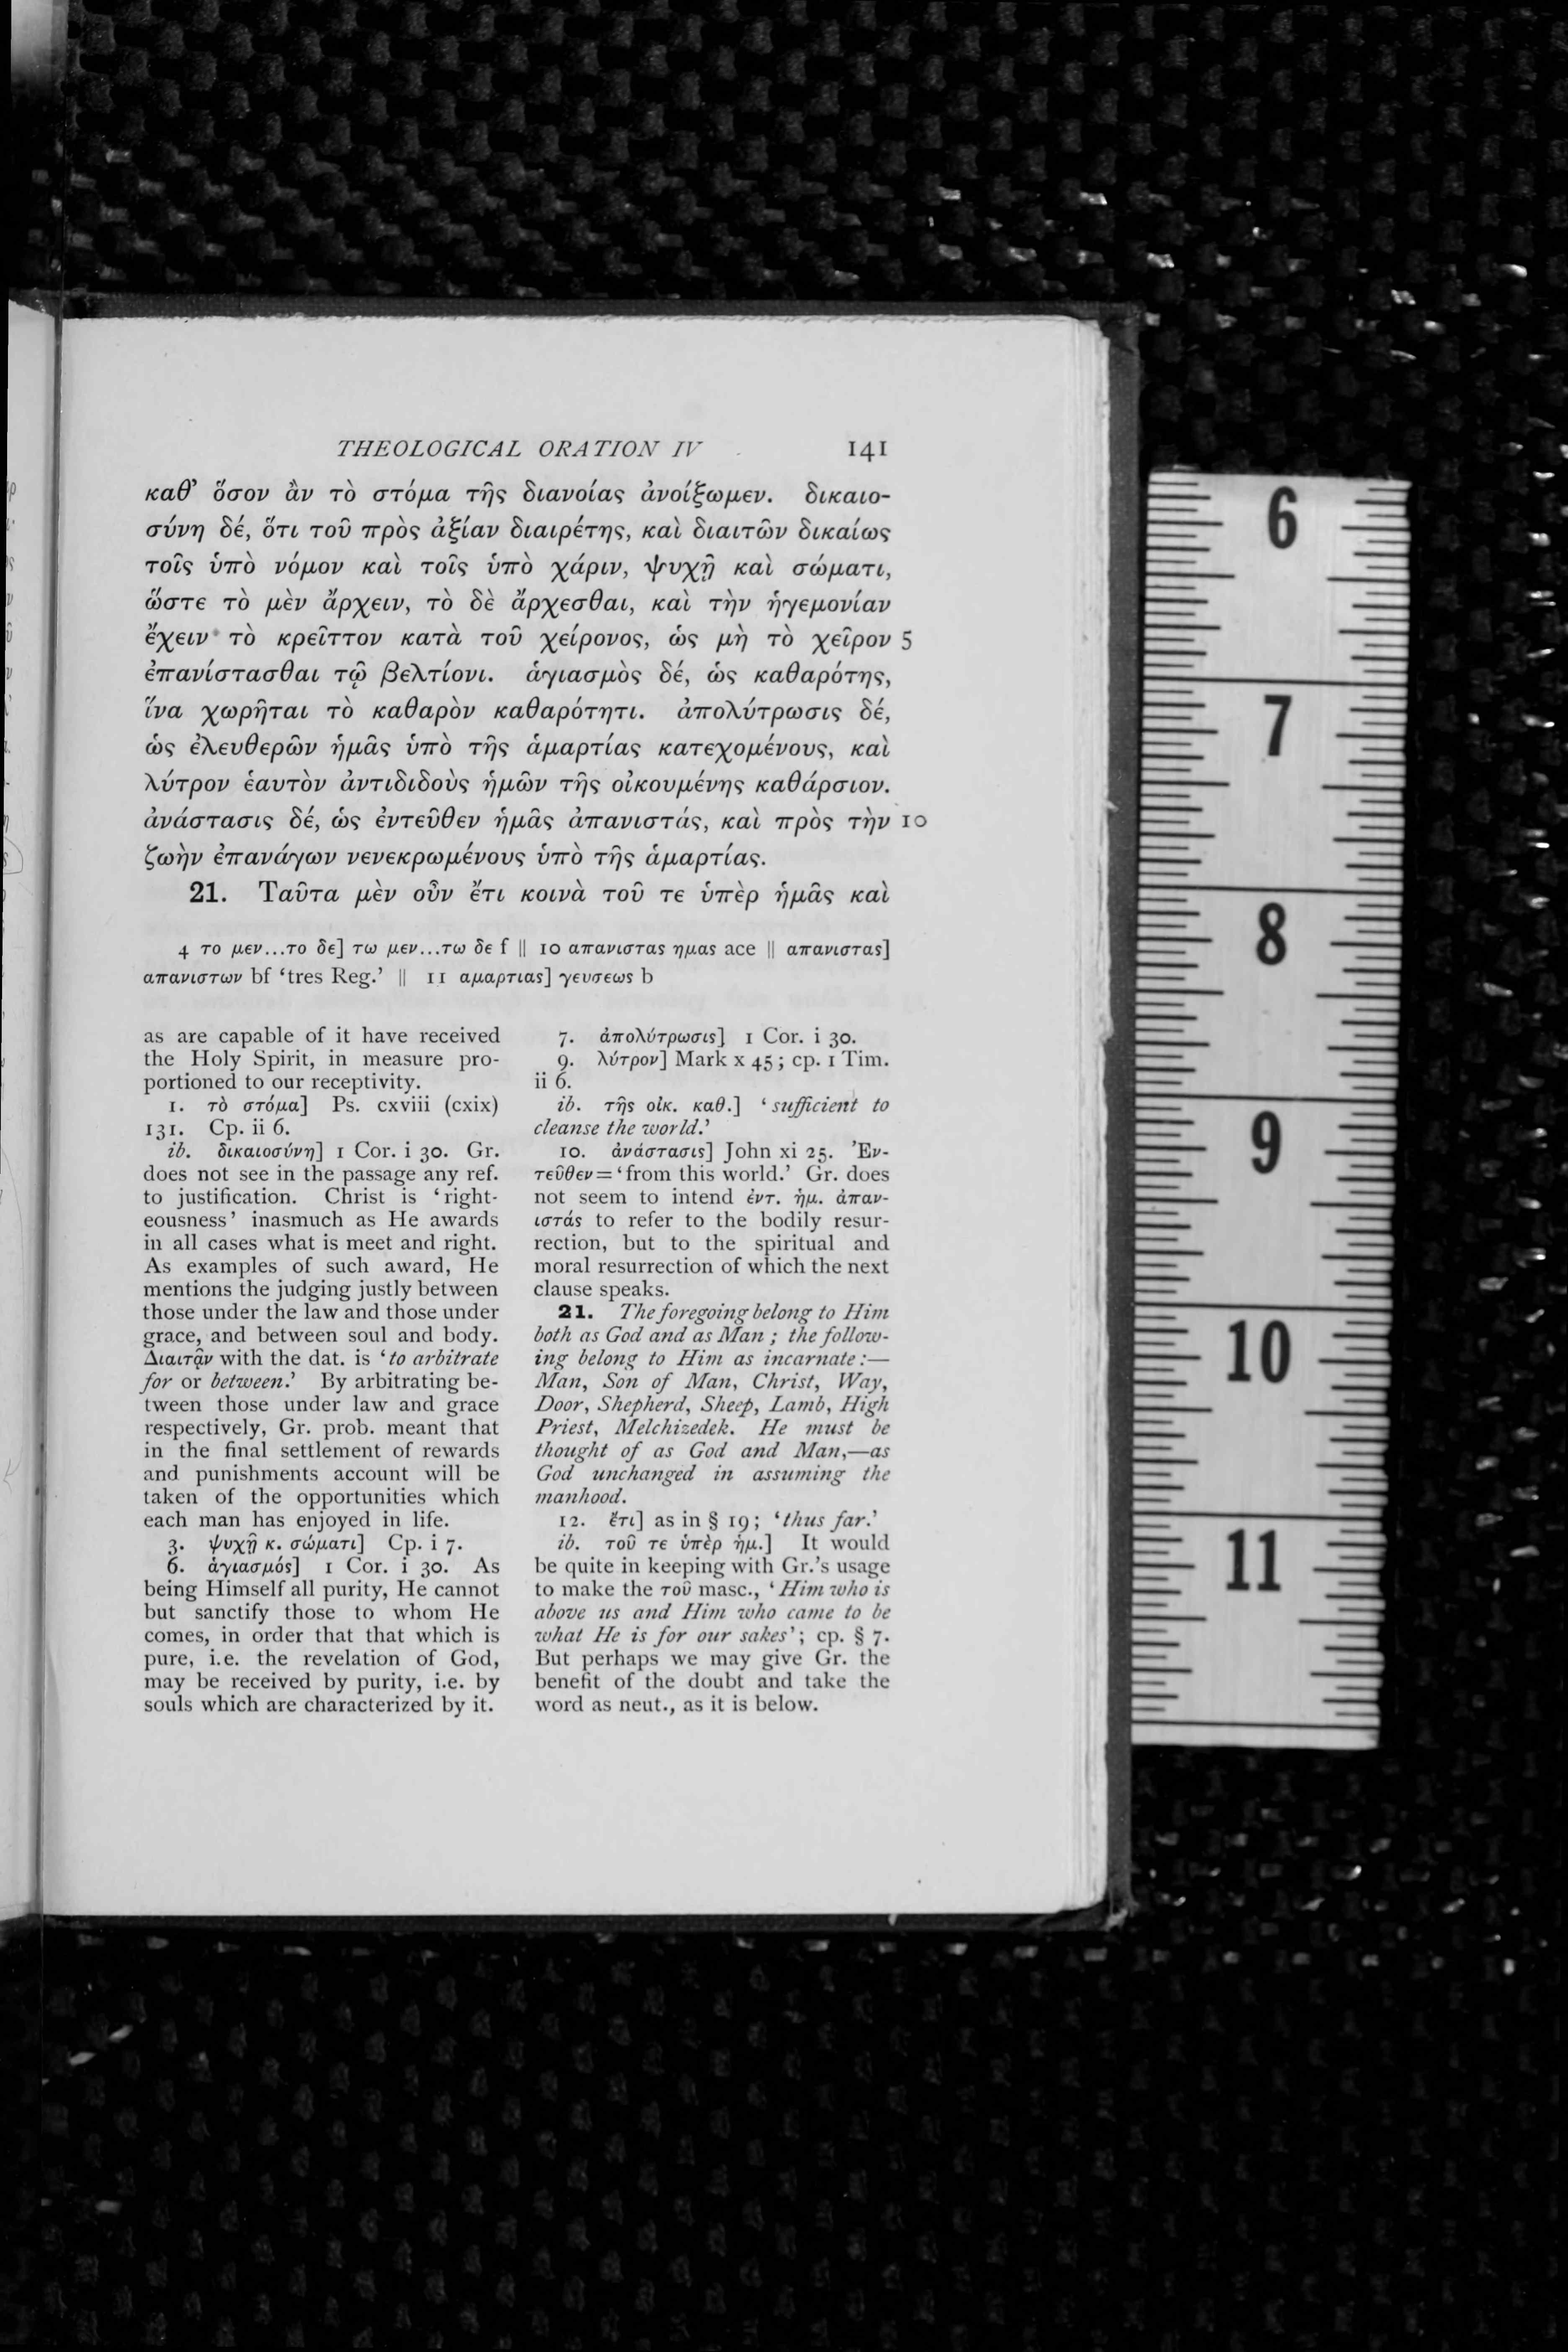 THEOLOGICAL ORATION IV 141
καθ’ ὅσον ἂν τὸ στόμα τῆς διανοίας ἀνοίξωμεν. δικαιο-
σύνη δέ, ὅτι τοῦ πρὸς ἀξίαν διαιρέτης, καὶ διαιτῶν δικαίως
τοῖς ὑπὸ νόμον καὶ τοῖς ὑπὸ χάριν, ψυχῇ καὶ σώματι,
ὥστε τὸ μὲν ἄρχειν, τὸ δὲ ἄρχεσθαι, καὶ τὴν ἡγεμονίαν
ἔχειν τὸ κρεῖττον κατὰ τοῦ χείρονος, ὡς μὴ τὸ χεῖρον 5
ἐπανίστασθαι τῷ βελτίονι. ἁγιασμὸς δέ, ὡς καθαρότης,
ἵνα χωρῆται τὸ καθαρὸν καθαρότητι. ἀπολύτρωσις δέ,
ὡς ἐλευθερῶν ἡμᾶς ὑπὸ τῆς ἁμαρτίας κατεχομένους, καὶ
λύτρον ἑαυτὸν ἀντιδιδοὺς ἡμῶν τῆς οἰκουμένης καθάρσιον.
ἀνάστασις δέ, ὡς ἐντεῦθεν ἡμᾶς ἀπανιστάς, καὶ πρὸς τὴν 10
ζωὴν ἐπανάγων νενεκρωμένους ὑπὸ τῆς ἁμαρτίας.
21. Ταῦτα μὲν οὖν ἔτι κοινὰ τοῦ τε ὑπὲρ ἡμᾶς καὶ
4 το μεν...το δε] τω μεν...τω δε f || 10 απανιστας ημας ace || απανιστας]
απανιστων bf ‘tres Reg.’ || 11 αμαρτιας] γευσεως b
as are capable of it have received
the Holy Spirit, in measure pro-
portioned to our receptivity.
1. τὸ στόμα] Ps. cxviii (cxix)
131. Cp. ii 6.
ib. δικαιοσύνη] 1 Cor. i 30. Gr.
does not see in the passage any ref.
to justification. Christ is ‘right-
eousness’ inasmuch as He awards
in all cases what is meet and right.
As examples of such award, He
mentions the judging justly between
those under the law and those under
grace, and between soul and body.
Διαιτᾷν with the dat. is ‘to arbitrate
for or between.’ By arbitrating be-
tween those under law and grace
respectively, Gr. prob. meant that
in the final settlement of rewards
and punishments account will be
taken of the opportunities which
each man has enjoyed in life.
3. ψυχῇ κ. σώματι] Cp. i 7.
6. ἁγιασμός] 1 Cor. i 30. As
being Himself all purity, He cannot
but sanctify those to whom He
comes, in order that that which is
pure, i.e. the revelation of God,
may be received by purity, i.e. by
souls which are characterized by it.
7. ἀπολύτρωσις] 1 Cor. i 30.
9. λύτρον] Mark x 45; cp. 1 Tim.
ii 6.
ib. τῆς οἰκ. καθ.] ‘sufficient to
cleanse the world.’
10. ἀνάστασις] John xi 25. Ἐν-
τεῦθεν=‘from this world.’ Gr. does
not seem to intend ἐντ. ἡμ. ἀπαν-
ιστάς to refer to the bodily resur-
rection, but to the spiritual and
moral resurrection of which the next
clause speaks.
21. The foregoing belong to Him
both as God and as Man; the follow-
ing belong to Him as incarnate:—
Man, Son of Man, Christ, Way,
Door, Shepherd, Sheep, Lamb, High
Priest, Melchizedek. He must be
thought of as God and Man,—as
God unchanged in assuming the
manhood.
12. ἔτι] as in § 19; ‘thus far.’
ib. τοῦ τε ὑπὲρ ἡμ.] It would
be quite in keeping with Gr.’s usage
to make the τοῦ masc., ‘Him who is
above us and Him who came to be
what He is for our sakes’; cp. § 7.
But perhaps we may give Gr. the
benefit of the doubt and take the
word as neut., as it is below.
6
7
8
9
10
11